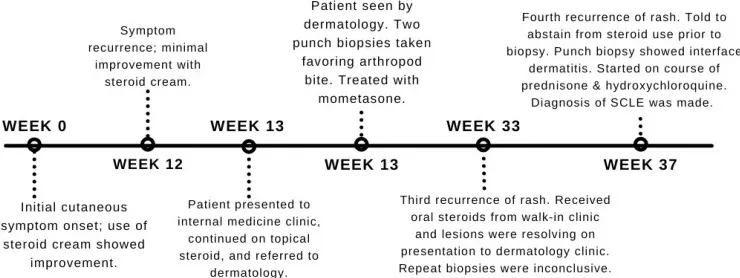 WEEK 0
Initial cutaneous
symptom onset; use of
steroid cream showed
improvement.
Symptom
recurrence; minimal
improvement with
steroid cream.
WEEK 12
WEEK 13
Patient presented to
internal medicine clinic,
continued on topical
steroid, and referred to
dermatology.
Patient seen by
dermatology. Two
punch biopsies taken
favoring arthropod
bite. Treated with
mometasone.
WEEK 13
WEEK 33
Third recurrence of rash. Received
oral steroids from walk-in clinic
and lesions were resolving on
presentation to dermatology clinic.
Repeat biopsies were inconclusive.
Fourth recurrence of rash. Told to
abstain from steroid use prior to
biopsy. Punch biopsy showed interface
dermatitis. Started on course of
prednisone & hydroxychloroquine.
Diagnosis of SCLE was made.
WEEK 37